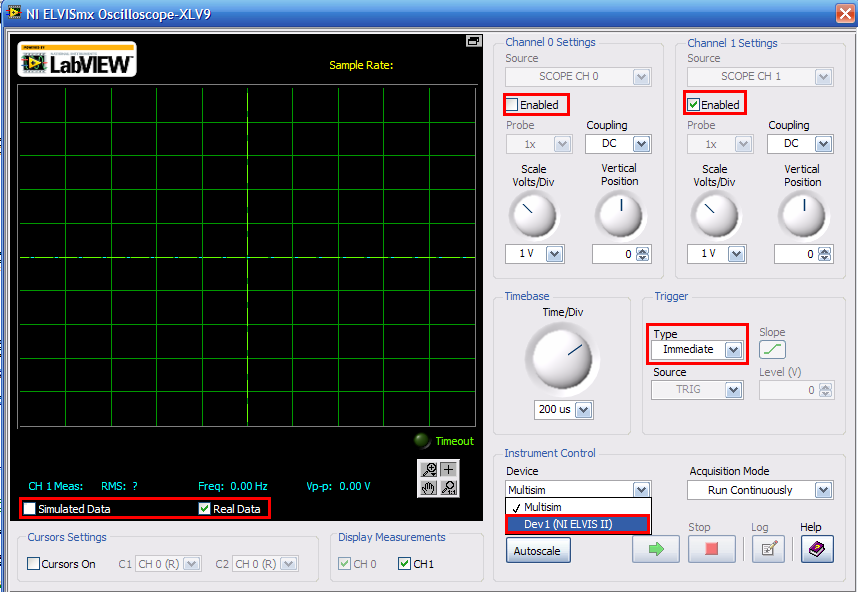 NI ELVISmx Oscilloscope-XLV9
POWERED BY
NATIONAL INSTRUMENTS
LabVIEW
Sample Rate:
Timeout
CH 1 Meas: RMS: ? Freq: 0.00 Hz Vp-p: 0.00 V
Simulated Data Real Data
Cursors Settings
Cursors On C1 CH 0 (R) C2 CH 0 (R)
Display Measurements
CH 0 CH1
Channel 0 Settings
Source
SCOPE CH 0
Enabled
Probe Coupling
1x DC
Scale Vertical
Volts/Div Position
1 V 0
Channel 1 Settings
Source
SCOPE CH 1
Enabled
Probe Coupling
1x DC
Scale Vertical
Volts/Div Position
1 V 0
Timebase
Time/Div
200 us
Trigger
Type Slope
Immediate
Source Level (V)
TRIG 0
Instrument Control
Device Acquisition Mode
Multisim Run Continuously
✓ Multisim
Dev1 (NI ELVIS II)
Stop Log Help
Autoscale